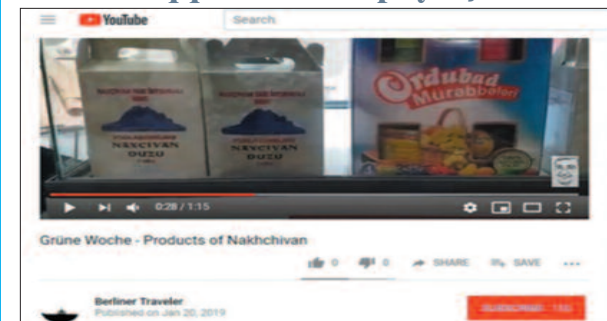 YouTube
Search
NAXÇIVAN
DUZU
NAXÇIVAN
DUZU
Ordubad
Mürəbbələri
0:28 / 1:15
Grüne Woche - Products of Nakhchivan
0
0
SHARE
SAVE
Berliner Traveler
Published on Jan 20, 2019
SUBSCRIBE